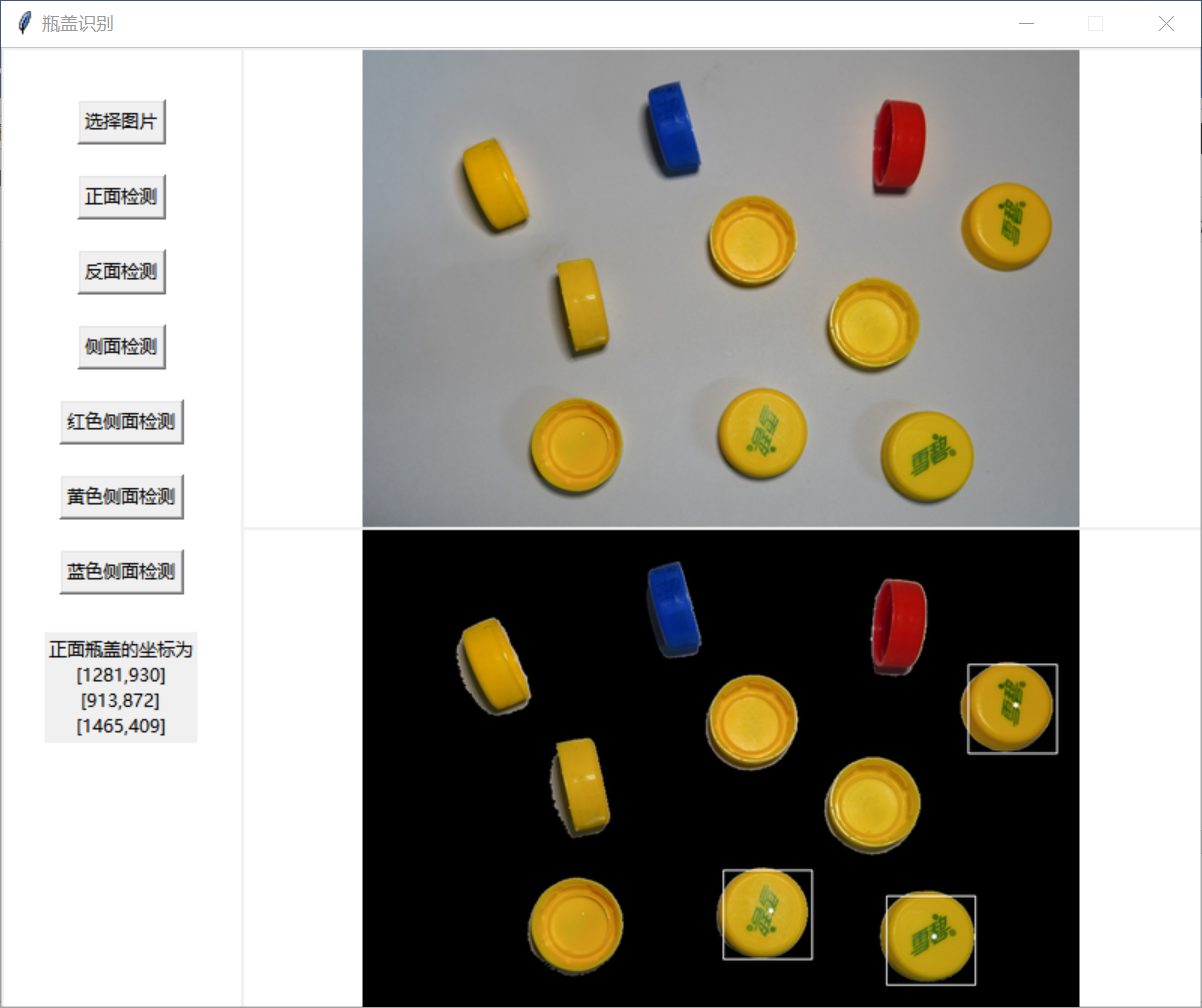 瓶盖识别
选择图片
正面检测
反面检测
侧面检测
红色侧面检测
黄色侧面检测
蓝色侧面检测
正面瓶盖的坐标为
[1281,930]
[913,872]
[1465,409]